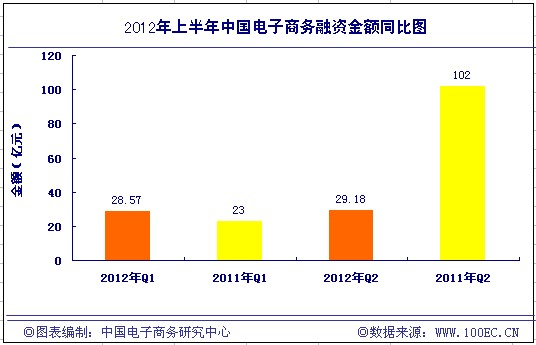 2012年上半年中国电子商务融资金额同比图
金额(亿元)
120
100
80
60
40
20
0
28.57
23
29.18
102
2012年Q1
2011年Q1
2012年Q2
2011年Q2
◎图表编制：中国电子商务研究中心
◎数据来源：WWW.100EC.CN